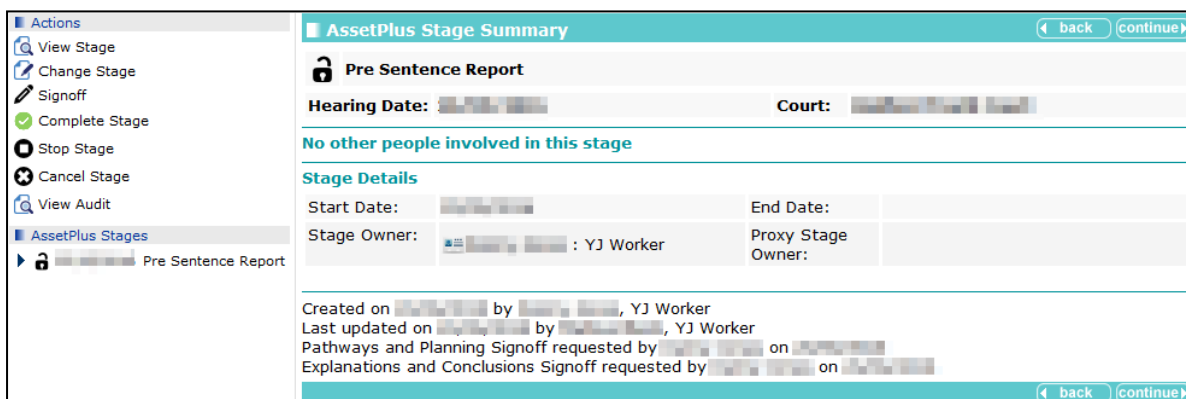 Actions
View Stage
Change Stage
Signoff
Complete Stage
Stop Stage
Cancel Stage
View Audit
AssetPlus Stages
Pre Sentence Report
AssetPlus Stage Summary
back continue
Pre Sentence Report
Hearing Date: Court:
No other people involved in this stage
Stage Details
Start Date: End Date:
Stage Owner: : YJ Worker Proxy Stage
Owner:
Created on by , YJ Worker
Last updated on by , YJ Worker
Pathways and Planning Signoff requested by on
Explanations and Conclusions Signoff requested by on
back continue